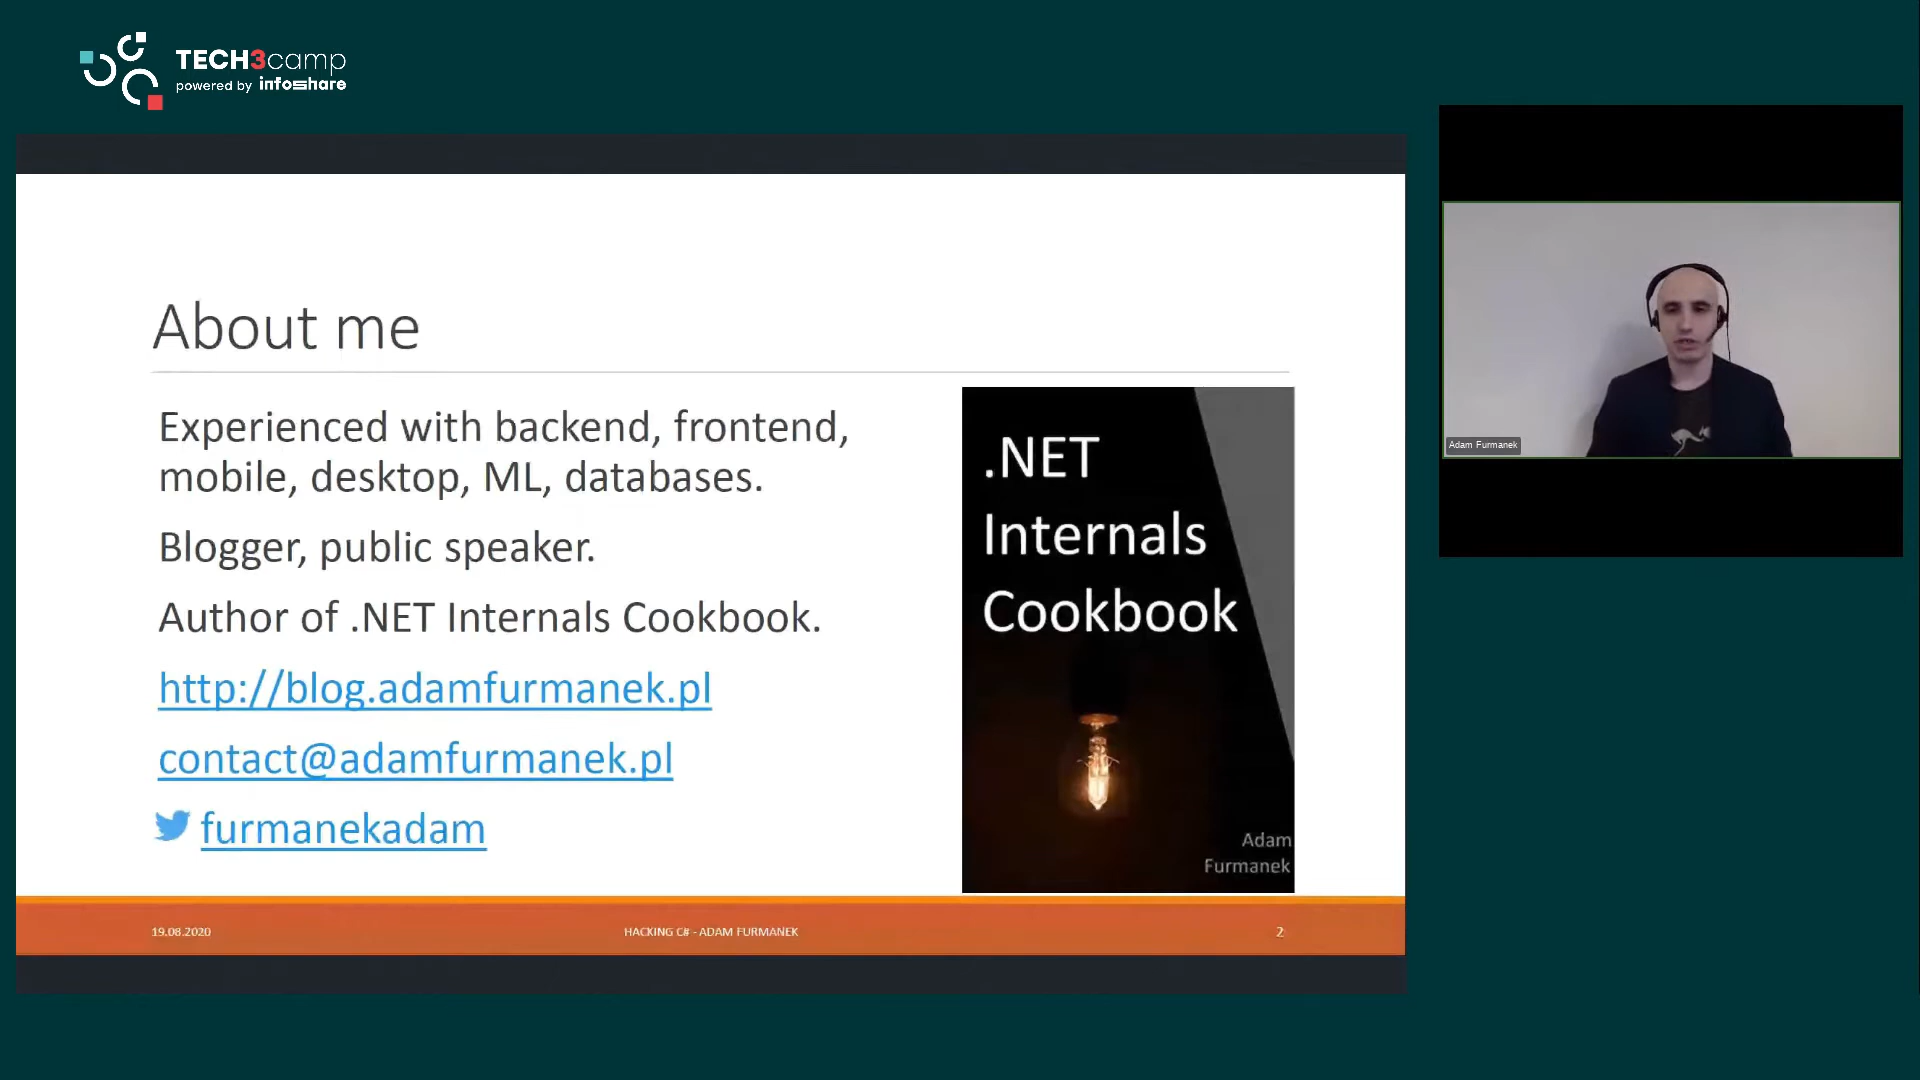 TECH3camp
powered by infoshare
About me
Experienced with backend, frontend,
mobile, desktop, ML, databases.
Blogger, public speaker.
Author of .NET Internals Cookbook.
http://blog.adamfurmanek.pl
contact@adamfurmanek.pl
furmanekadam
.NET
Internals
Cookbook
Adam
Furmanek
19.08.2020
HACKING C# - ADAM FURMANEK
2
Adam Furmanek